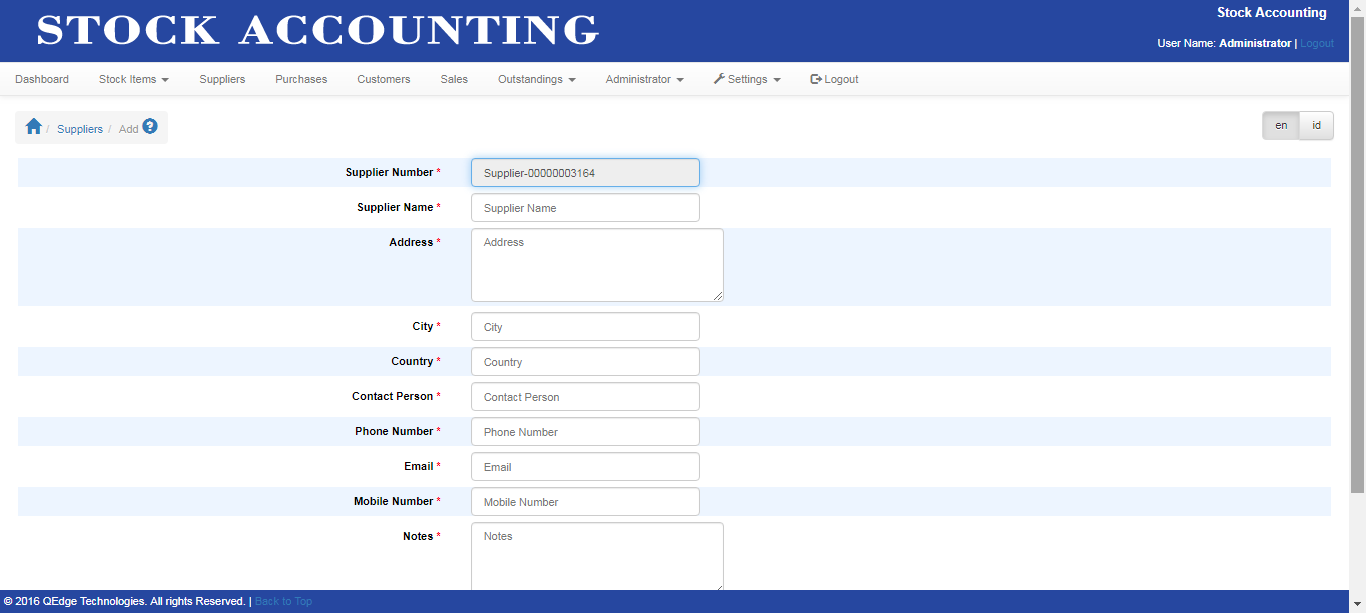 STOCK ACCOUNTING
Stock Accounting
User Name: Administrator | Logout
Dashboard Stock Items Suppliers Purchases Customers Sales Outstandings Administrator Settings Logout
/ Suppliers / Add ?
en id
Supplier Number * Supplier-00000003164
Supplier Name * Supplier Name
Address * Address
City * City
Country * Country
Contact Person * Contact Person
Phone Number * Phone Number
Email * Email
Mobile Number * Mobile Number
Notes * Notes
© 2016 QEdge Technologies. All rights Reserved. | Back to Top